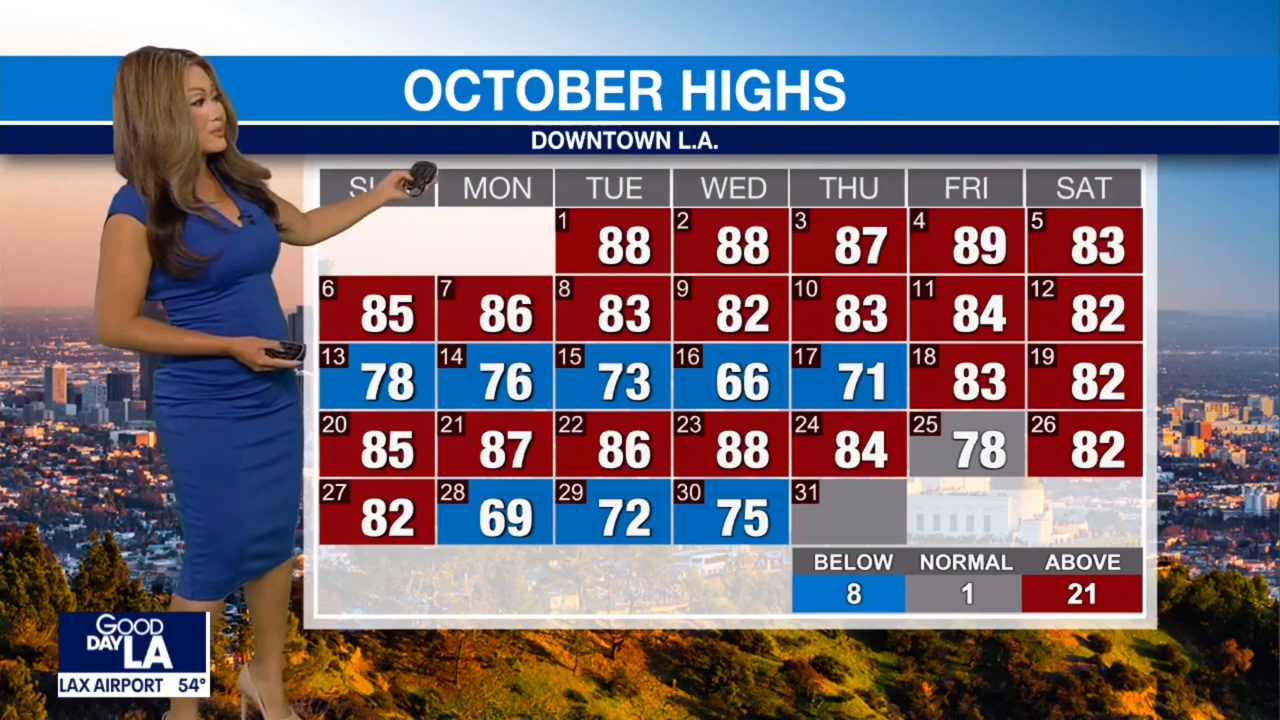 OCTOBER HIGHS
DOWNTOWN L.A.
MON TUE WED THU FRI SAT
1 88 2 88 3 87 4 89 5 83
6 85 7 86 8 83 9 82 10 83 11 84 12 82
13 78 14 76 15 73 16 66 17 71 18 83 19 82
20 85 21 87 22 86 23 88 24 84 25 78 26 82
27 82 28 69 29 72 30 75 31
BELOW NORMAL ABOVE
8 1 21
GOOD
DAY LA
LAX AIRPORT 54°